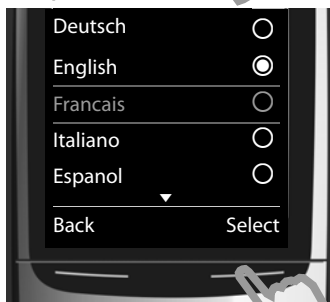 Deutsch
English
Francais
Italiano
Espanol
Back Select